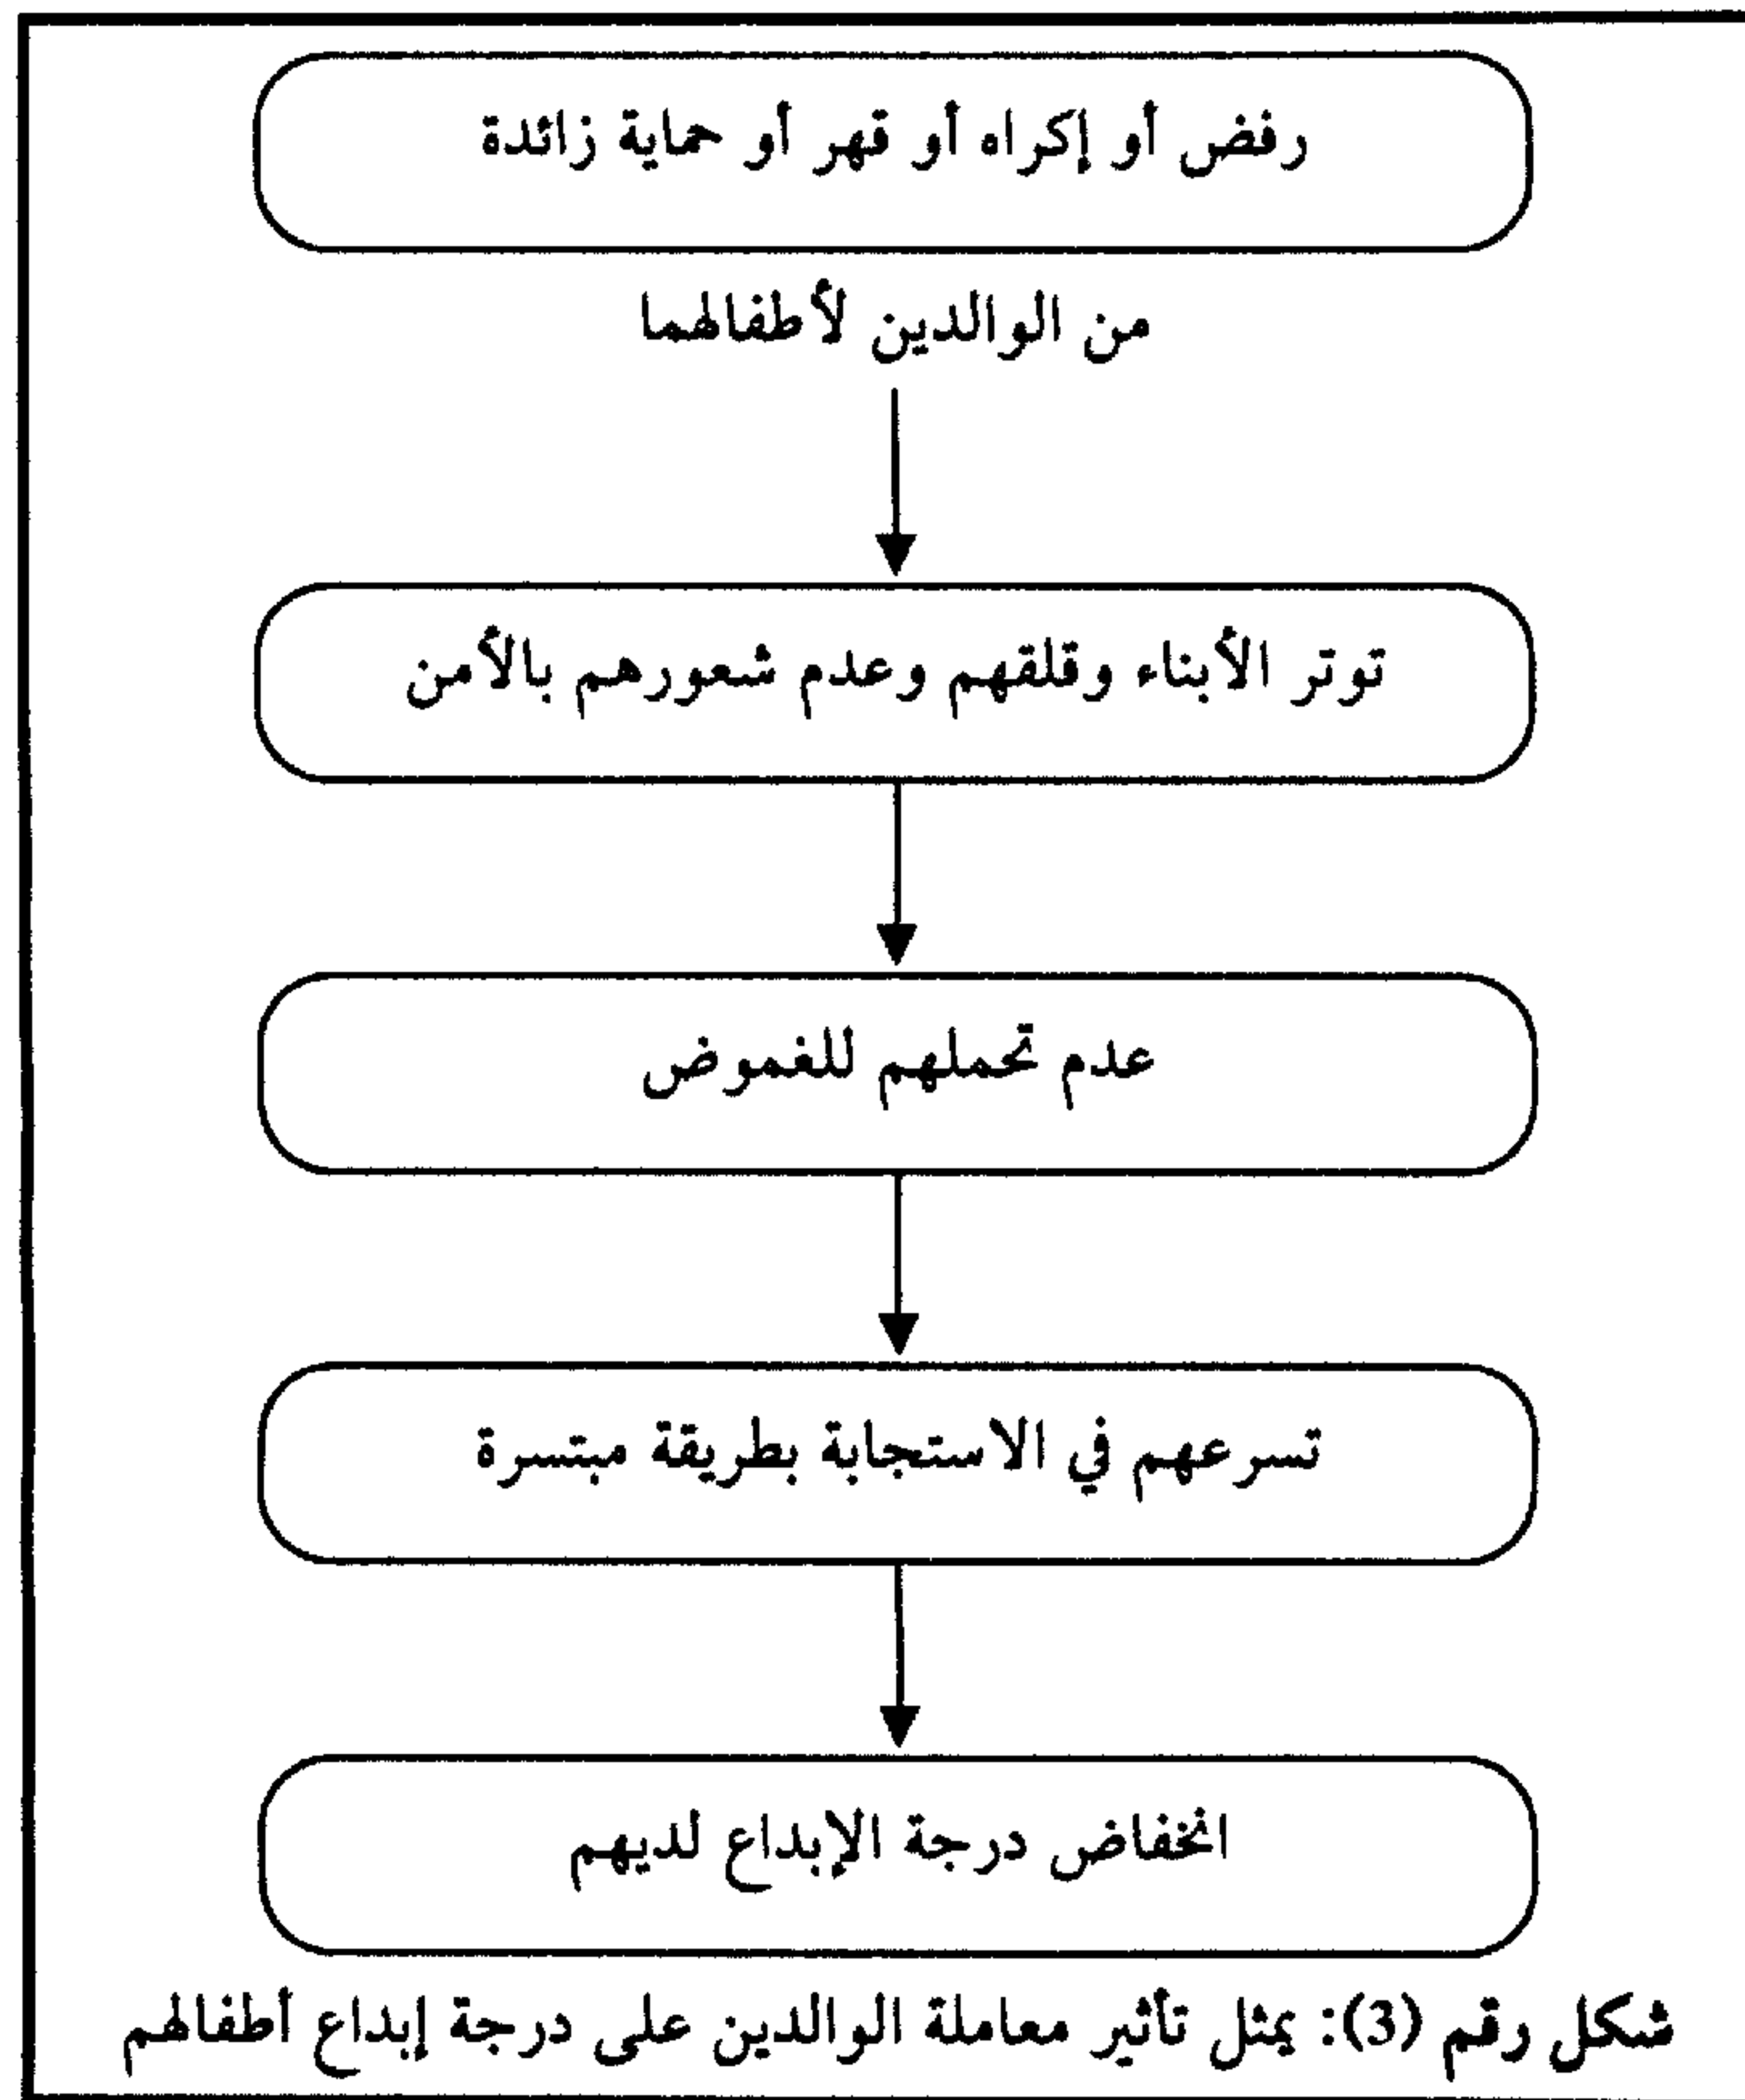 رفض أو إكراه أو قهر أو حماية زائدة
من الوالدين لأطفالهما
توتر الأبناء وقلقهم وعدم شعورهم بالأمن
عدم تحملهم للغموض
تسرعهم في الاستجابة بطريقة مبتسرة
انخفاض درجة الإبداع لديهم
شكل رقم (3): يمثل تأثير معاملة الوالدين على درجة إبداع أطفالهم